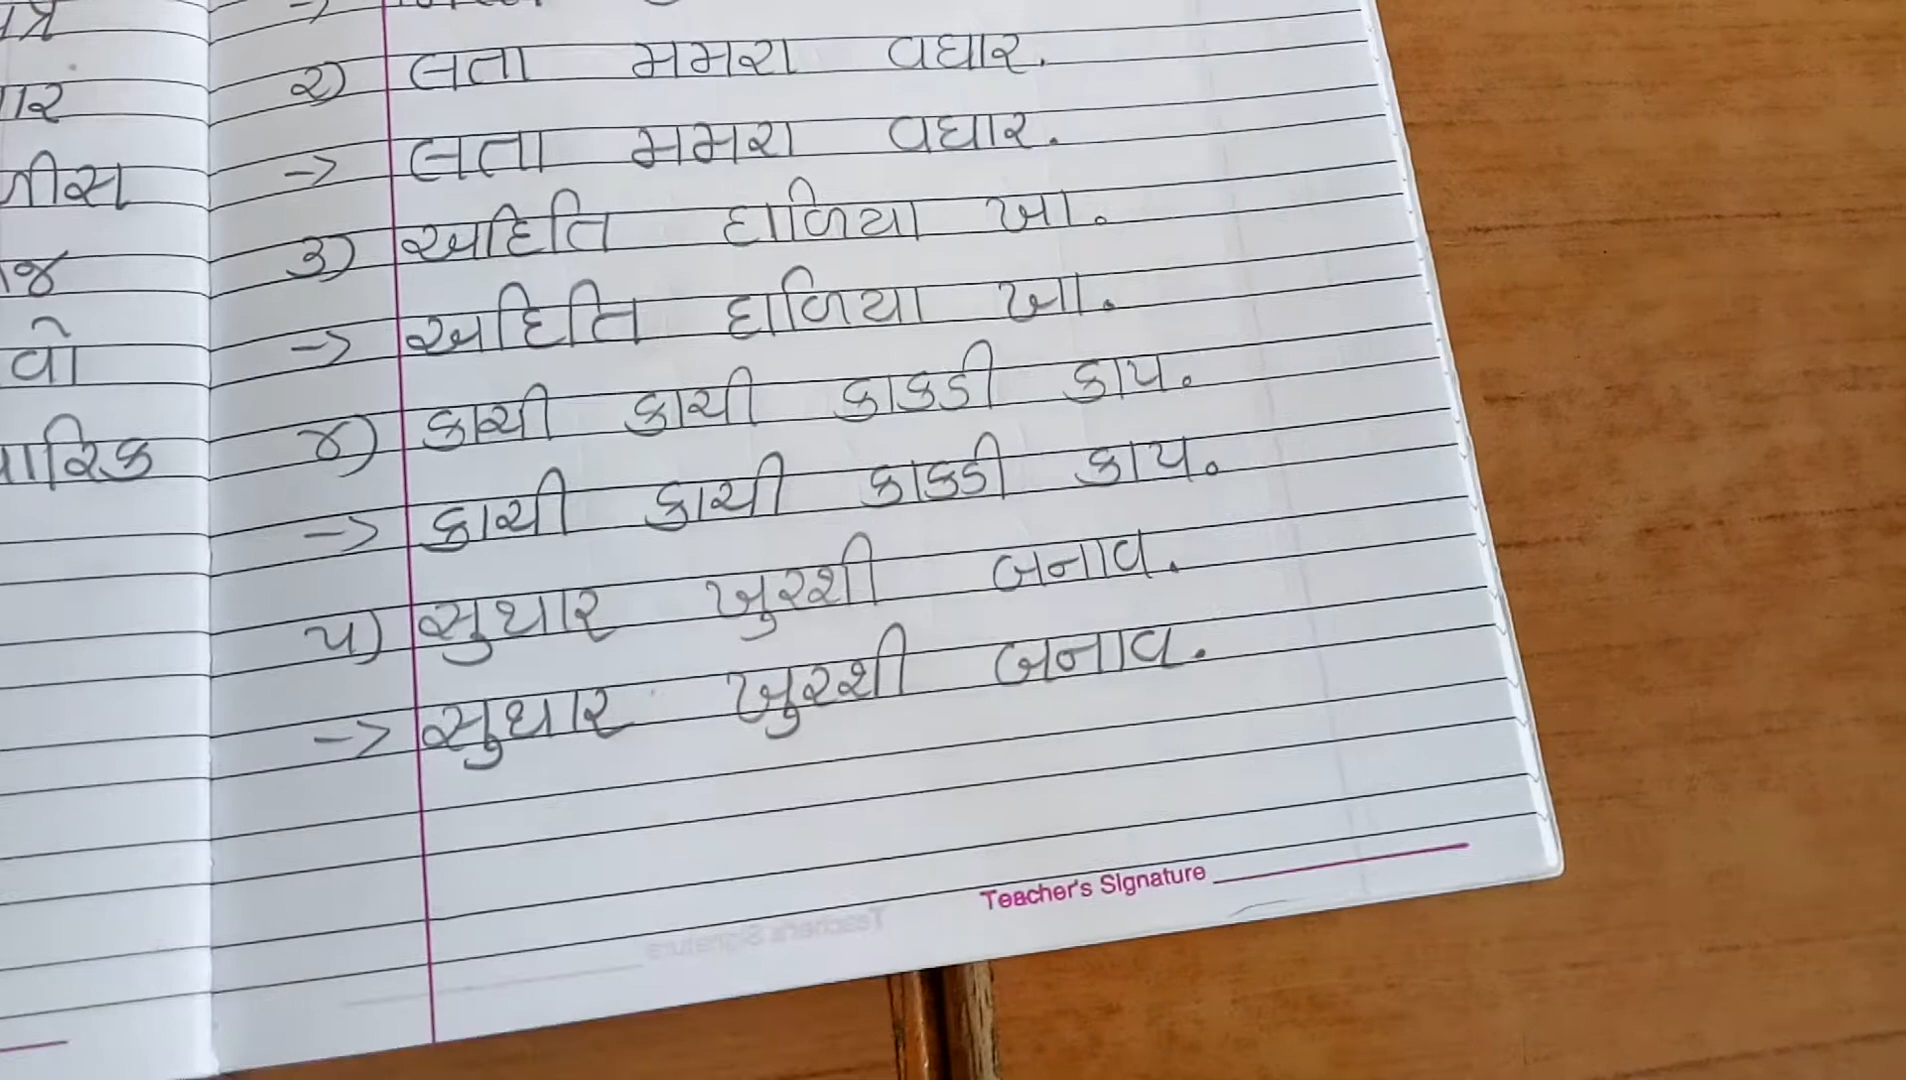 ૨) લતા મમરા વઘાર.
-> લતા મમરા વઘાર.
૩) અદિતિ દાળિયા ખા.
-> અદિતિ દાળિયા ખા.
૪) કાચી કાચી કાકડી કાપ.
-> કાચી કાચી કાકડી કાપ.
૫) સુથાર ખુરશી બનાવ.
-> સુથાર ખુરશી બનાવ.
Teacher's Signature